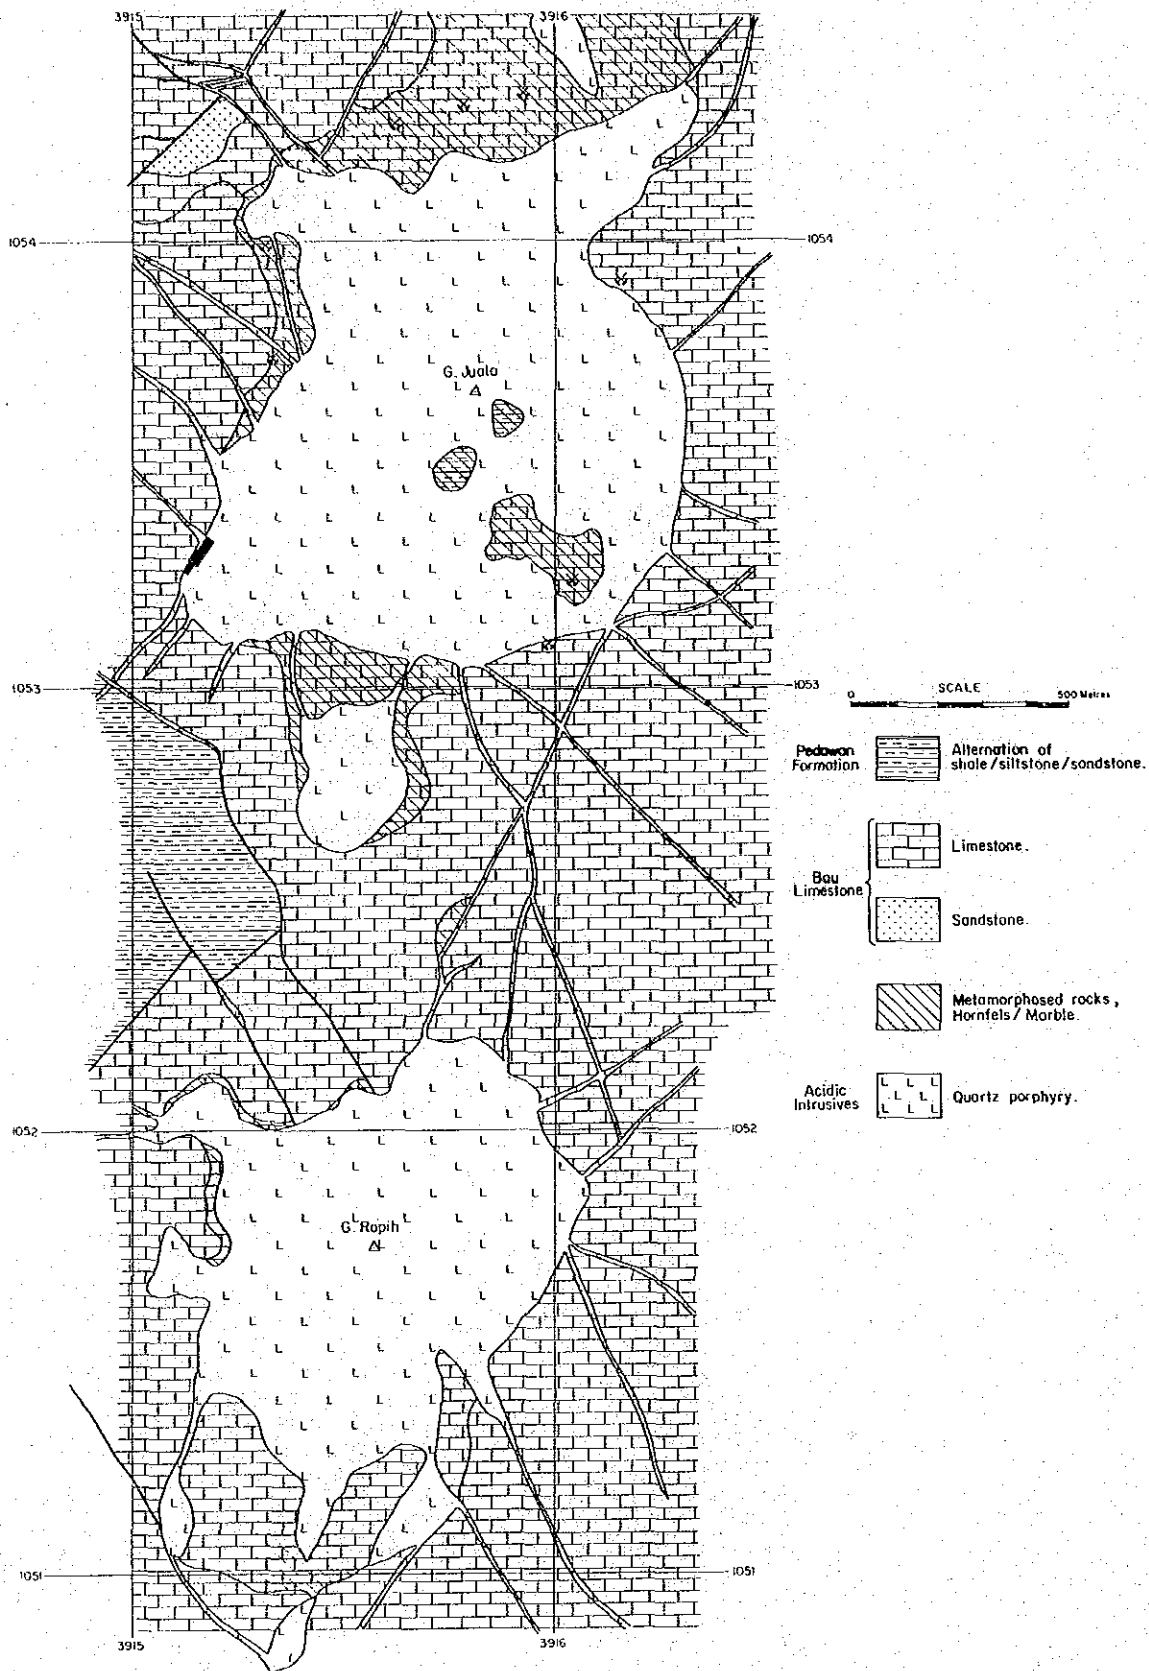 3915 3916
1054 1054
G. Juala
1053 1053
0 SCALE 500 Metres
Pedawan
Formation
Alternation of
shale/siltstone/sandstone.
Limestone.
Bau
Limestone
Sandstone.
Metamorphosed rocks,
Hornfels/Marble.
Acidic
Intrusives
Quartz porphyry.
1052 1052
G. Ropih
1051 1051
3915 3916